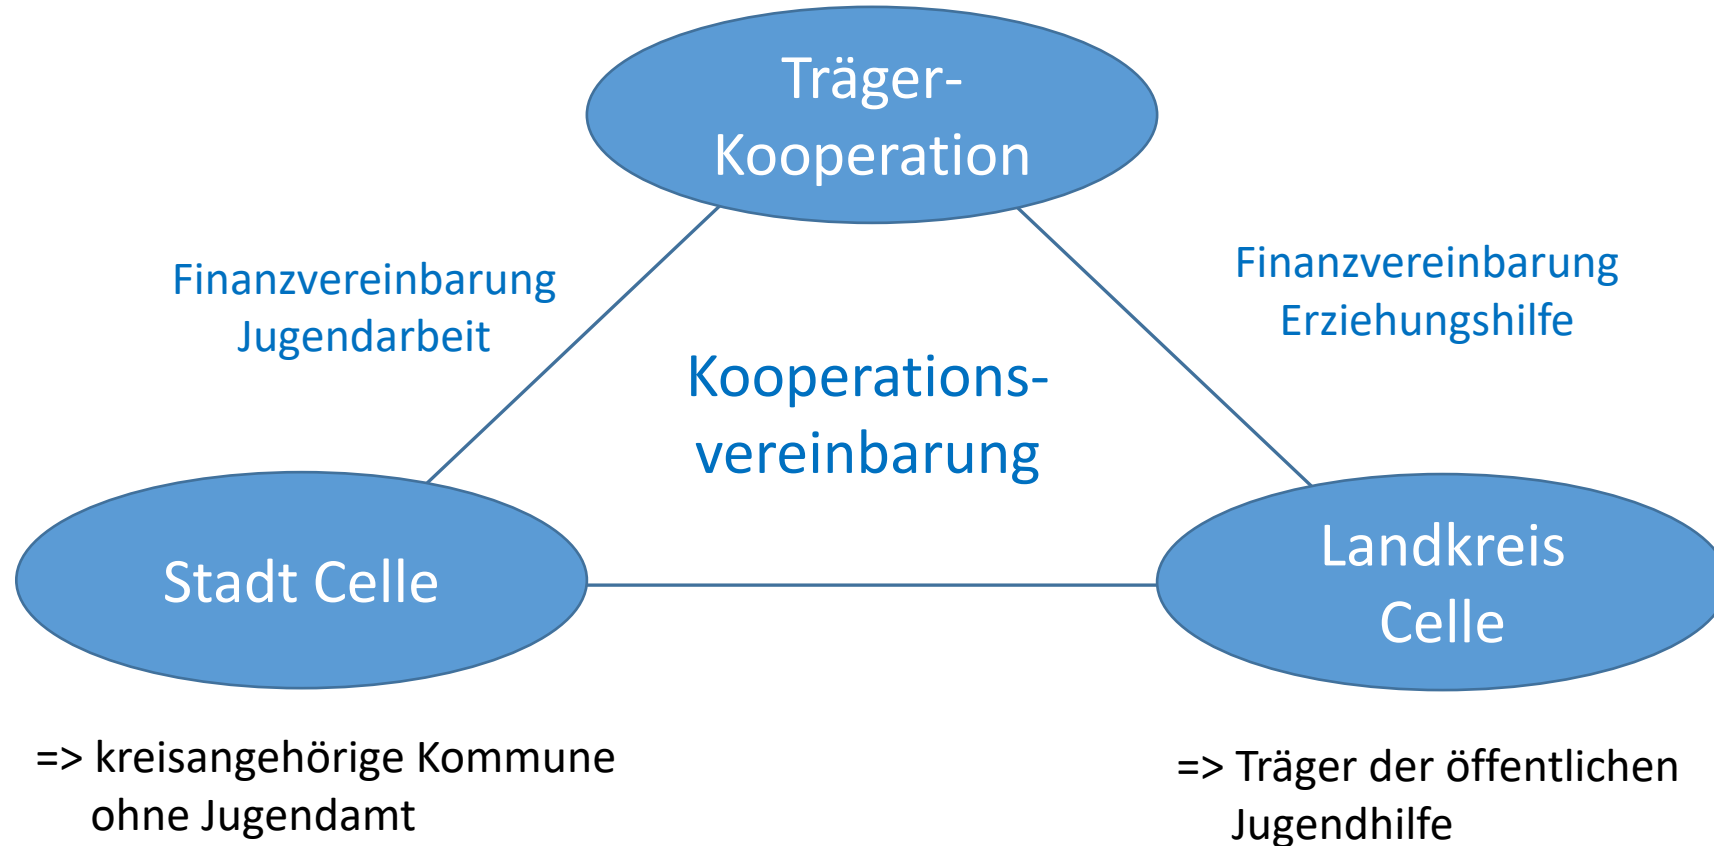 Träger-
Kooperation
Finanzvereinbarung
Jugendarbeit
Finanzvereinbarung
Erziehungshilfe
Kooperations-
vereinbarung
Stadt Celle
Landkreis
Celle
=> kreisangehörige Kommune
ohne Jugendamt
=> Träger der öffentlichen
Jugendhilfe